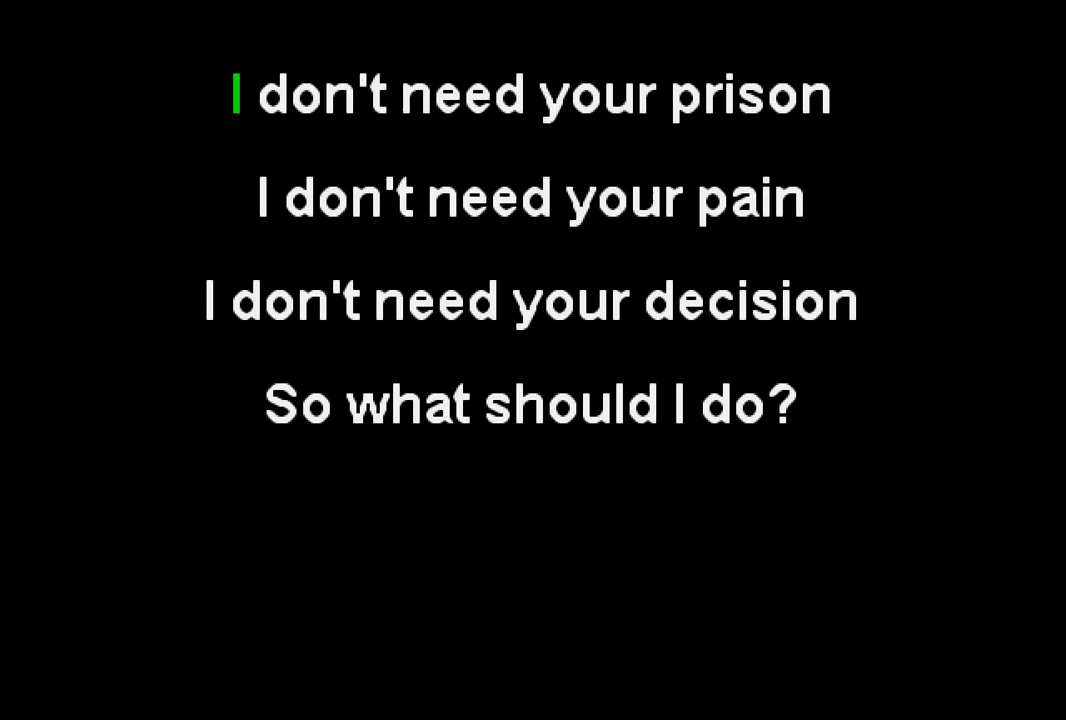 I don't need your prison
I don't need your pain
I don't need your decision
So what should I do?